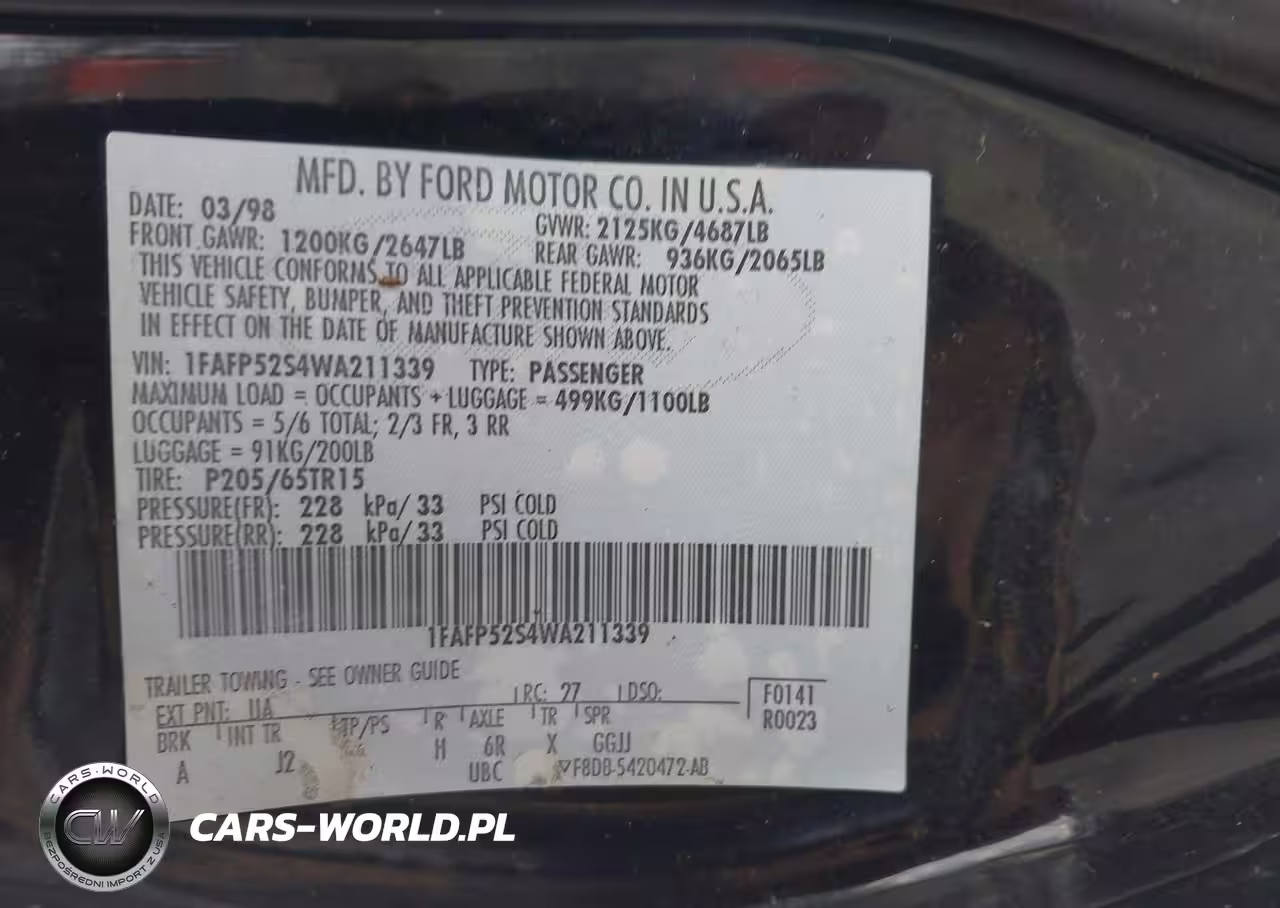 MFD. BY FORD MOTOR CO. IN U.S.A.
DATE: 03/98 GVWR: 2125KG/4687LB
FRONT GAWR: 1200KG/2647LB REAR GAWR: 936KG/2065LB
THIS VEHICLE CONFORMS TO ALL APPLICABLE FEDERAL MOTOR
VEHICLE SAFETY, BUMPER, AND THEFT PREVENTION STANDARDS
IN EFFECT ON THE DATE OF MANUFACTURE SHOWN ABOVE.
VIN: 1FAFP52S4WA211339 TYPE: PASSENGER
MAXIMUM LOAD = OCCUPANTS + LUGGAGE = 499KG/1100LB
OCCUPANTS = 5/6 TOTAL; 2/3 FR, 3 RR
LUGGAGE = 91KG/200LB
TIRE: P205/65TR15
PRESSURE(FR): 228 kPa/ 33 PSI COLD
PRESSURE(RR): 228 kPa/ 33 PSI COLD
1FAFP52S4WA211339
TRAILER TOWING - SEE OWNER GUIDE
EXT PNT: UA RC: 27 DSO: F0141
BRK INT TR TP/PS R AXLE TR SPR R0023
A J2 H 6R X GGJJ
UBC F8DB-5420472-AB
CARS-WORLD
CW
BEZPOŚREDNI IMPORT Z USA
CARS-WORLD.PL